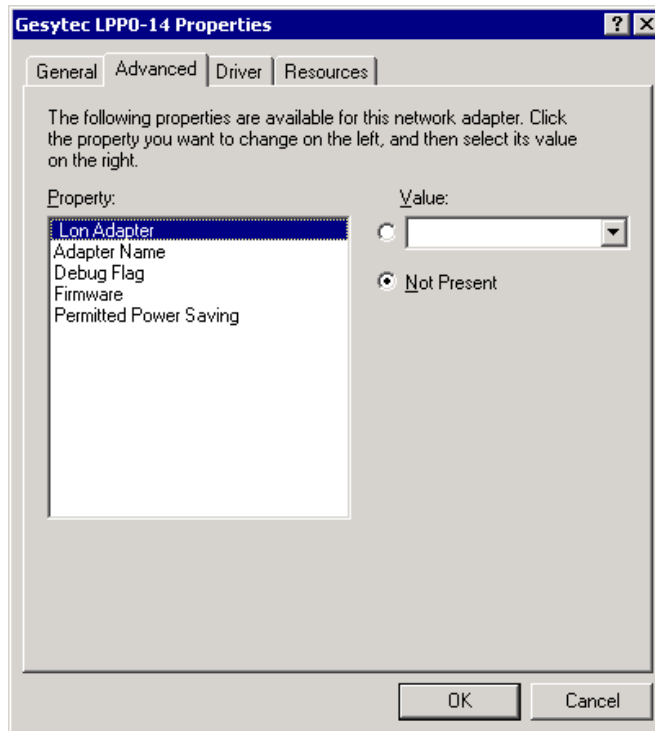 Gesytec LPP0-14 Properties
General Advanced Driver Resources
The following properties are available for this network adapter. Click
the property you want to change on the left, and then select its value
on the right.
Property: Value:
Lon Adapter
Adapter Name
Debug Flag
Firmware
Permitted Power Saving
Not Present
OK Cancel